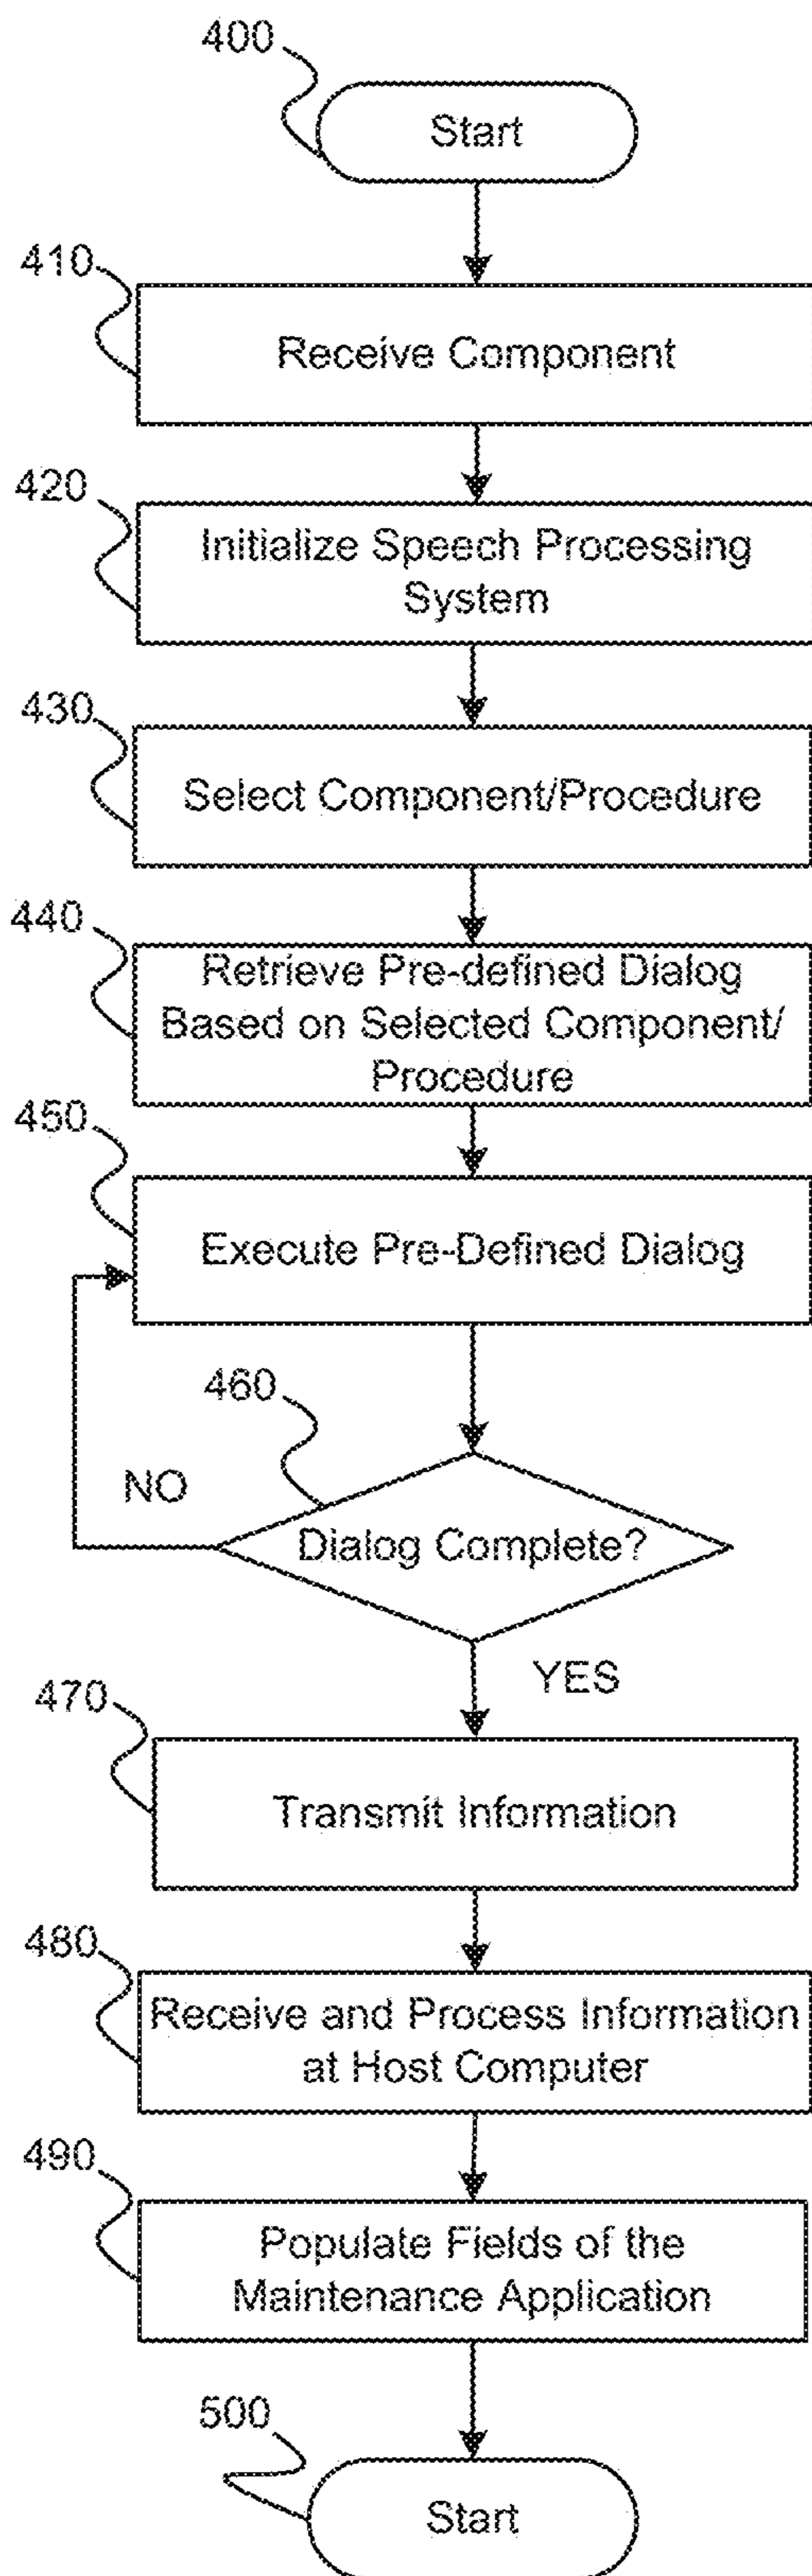 400
Start
410
Receive Component
420
Initialize Speech Processing
System
430
Select Component/Procedure
440
Retrieve Pre-defined Dialog
Based on Selected Component/
Procedure
450
Execute Pre-Defined Dialog
460
NO
Dialog Complete?
YES
470
Transmit Information
480
Receive and Process Information
at Host Computer
490
Populate Fields of the
Maintenance Application
500
Start